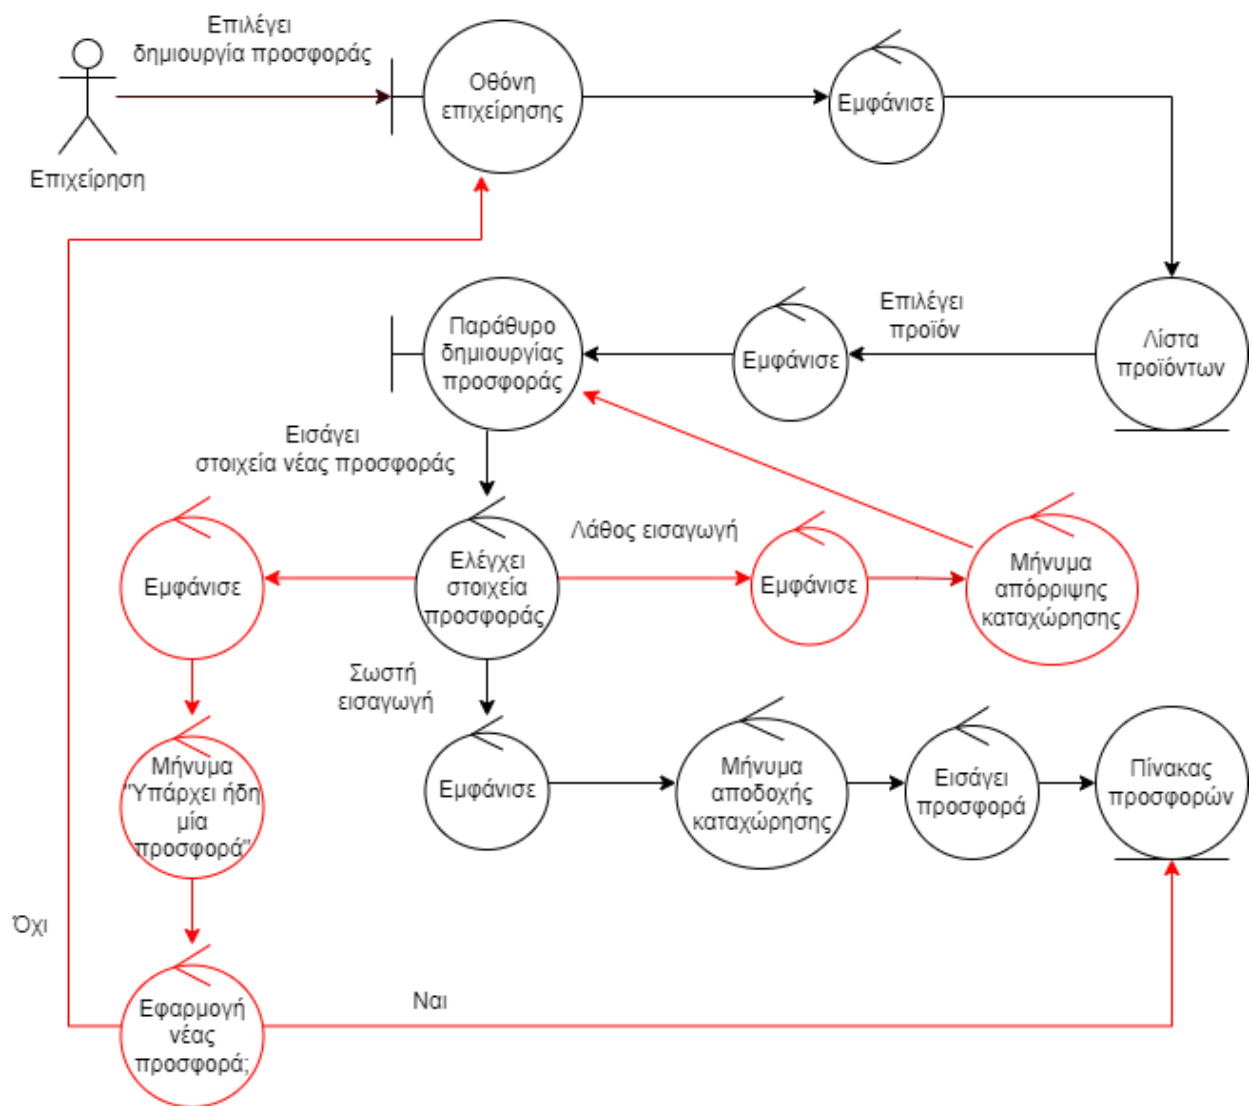 Επιλέγει
δημιουργία προσφοράς
Επιχείρηση
Οθόνη
επιχείρησης
Εμφάνισε
Λίστα
προϊόντων
Επιλέγει
προϊόν
Εμφάνισε
Παράθυρο
δημιουργίας
προσφοράς
Εισάγει
στοιχεία νέας προσφοράς
Ελέγχει
στοιχεία
προσφοράς
Λάθος εισαγωγή
Εμφάνισε
Μήνυμα
απόρριψης
καταχώρησης
Εμφάνισε
Μήνυμα
"Υπάρχει ήδη
μία
προσφορά"
Σωστή
εισαγωγή
Εμφάνισε
Μήνυμα
αποδοχής
καταχώρησης
Εισάγει
προσφορά
Πίνακας
προσφορών
Όχι
Εφαρμογή
νέας
προσφορά;
Ναι